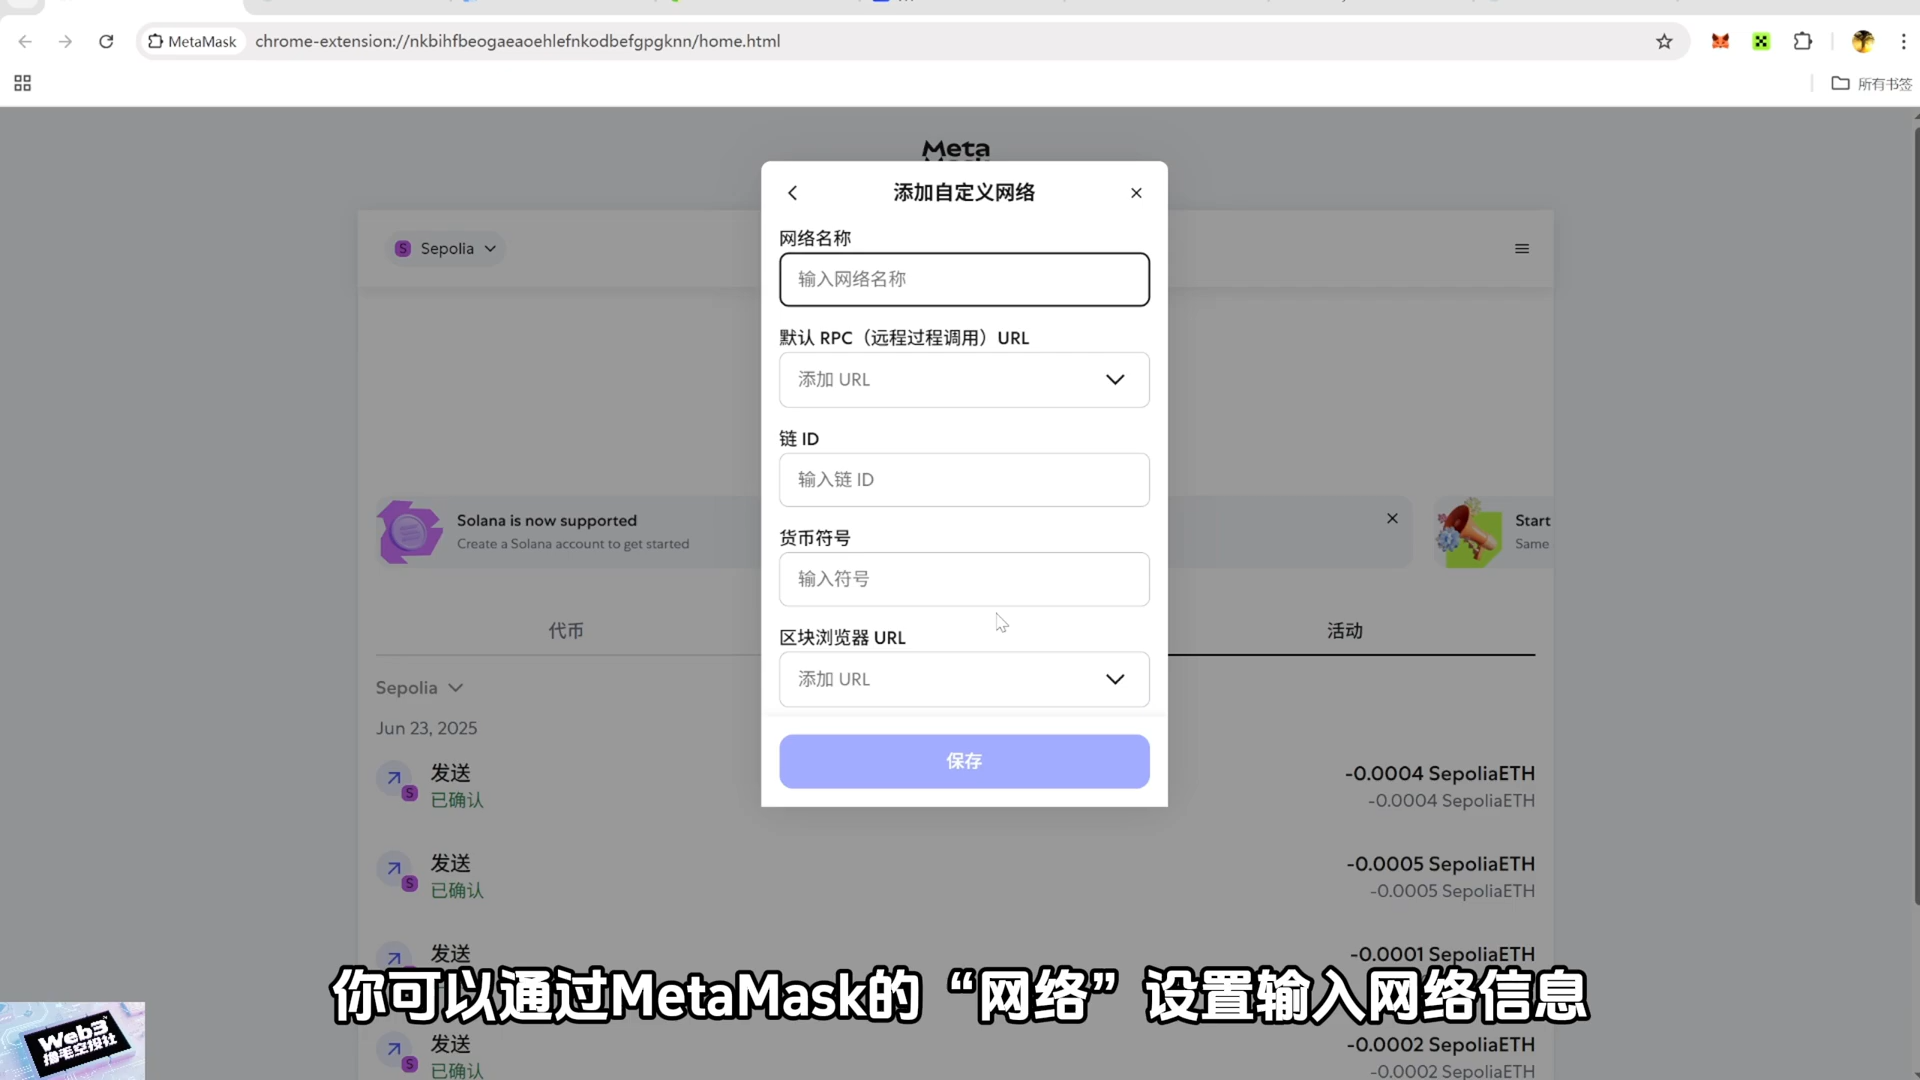 MetaMask
chrome-extension://nkbihfbeogaeaoehlefnkodbefgpgknn/home.html
所有书签
Meta
添加自定义网络
网络名称
Sepolia
输入网络名称
默认 RPC（远程过程调用）URL
添加 URL
链 ID
输入链 ID
Solana is now supported
Create a Solana account to get started
Start
Same
货币符号
输入符号
代币
活动
区块浏览器 URL
添加 URL
Sepolia
Jun 23, 2025
保存
发送
已确认
-0.0004 SepoliaETH
-0.0004 SepoliaETH
发送
已确认
-0.0005 SepoliaETH
-0.0005 SepoliaETH
发送
-0.0001 SepoliaETH
你可以通过MetaMask的“网络”设置输入网络信息
发送
已确认
-0.0002 SepoliaETH
-0.0002 SepoliaETH
Web3
撸毛空投社